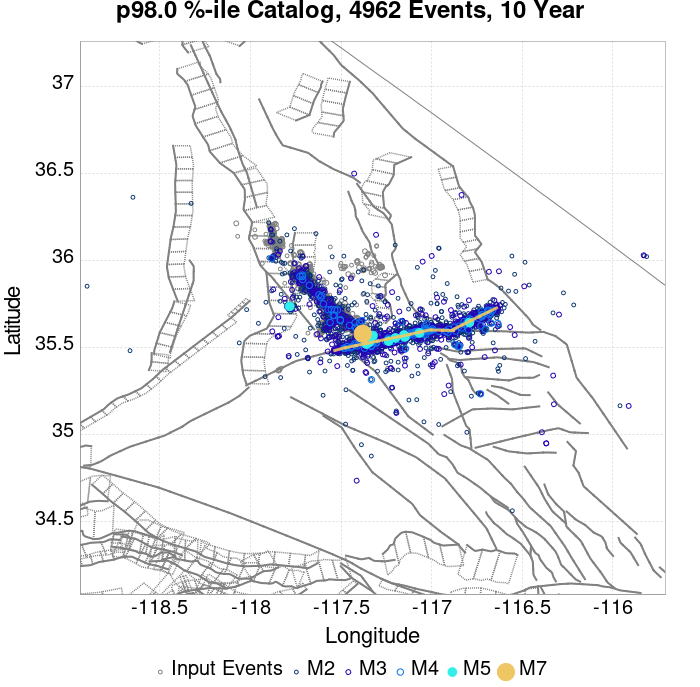 p98.0 %-ile Catalog, 4962 Events, 10 Year
37
36.5
36
35.5
35
34.5
Latitude
-118.5 -118 -117.5 -117 -116.5 -116
Longitude
Input Events M2 M3 M4 M5 M7